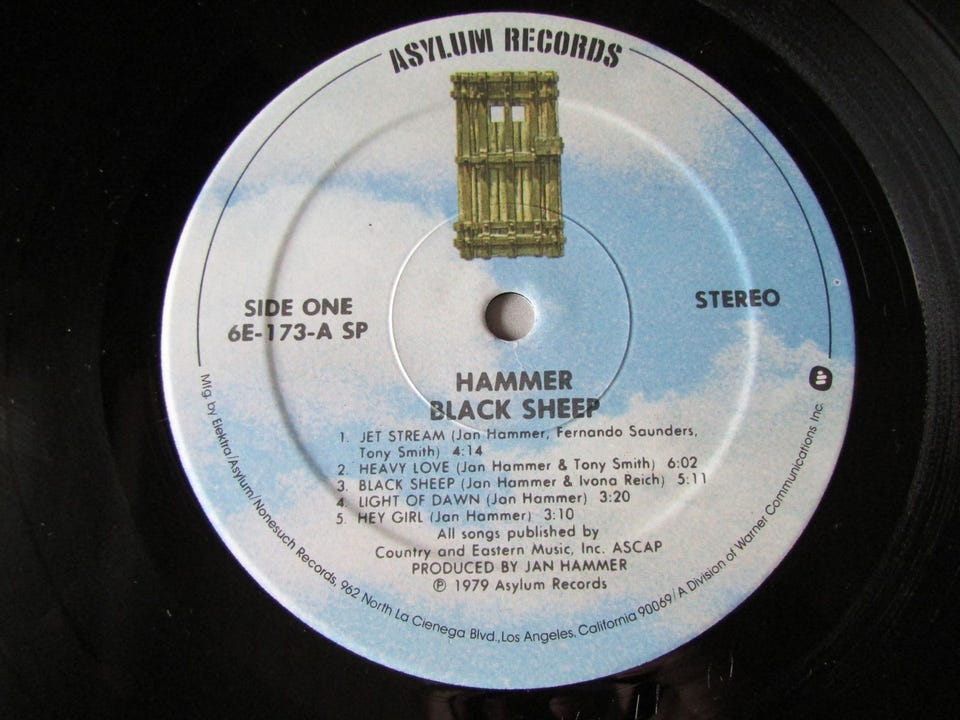 ASYLUM RECORDS
SIDE ONE
6E-173-A SP
STEREO
HAMMER
BLACK SHEEP
1. JET STREAM (Jan Hammer, Fernando Saunders,
Tony Smith) 4:14
2. HEAVY LOVE (Jan Hammer & Tony Smith) 6:02
3. BLACK SHEEP (Jan Hammer & Ivona Reich) 5:11
4. LIGHT OF DAWN (Jan Hammer) 3:20
5. HEY GIRL (Jan Hammer) 3:10
All songs published by
Country and Eastern Music, Inc. ASCAP
PRODUCED BY JAN HAMMER
℗ 1979 Asylum Records
Mfg. by Elektra/Asylum/Nonesuch Records, 962 North La Cienega Blvd., Los Angeles, California 90069/A Division of Warner Communications Inc.